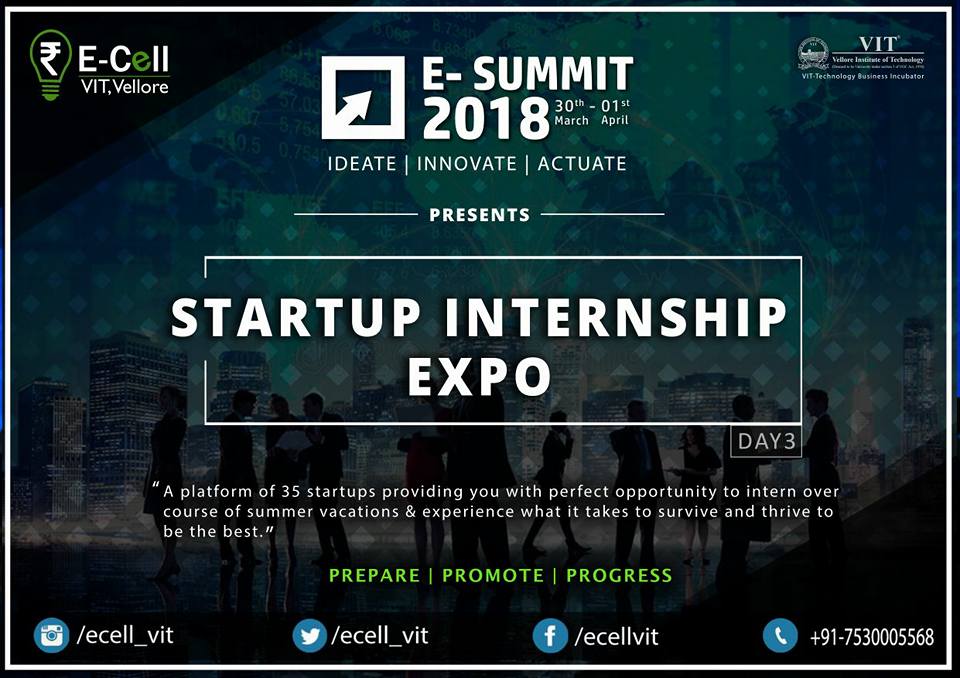 E-Cell
VIT,Vellore
VIT®
Vellore Institute of Technology
VIT-Technology Business Incubator
E- SUMMIT
2018 30th - 01st
March April
IDEATE | INNOVATE | ACTUATE
PRESENTS
STARTUP INTERNSHIP
EXPO
DAY3
“ A platform of 35 startups providing you with perfect opportunity to intern over
course of summer vacations & experience what it takes to survive and thrive to
be the best.”
PREPARE | PROMOTE | PROGRESS
/ecell_vit
/ecell_vit
/ecellvit
+91-7530005568